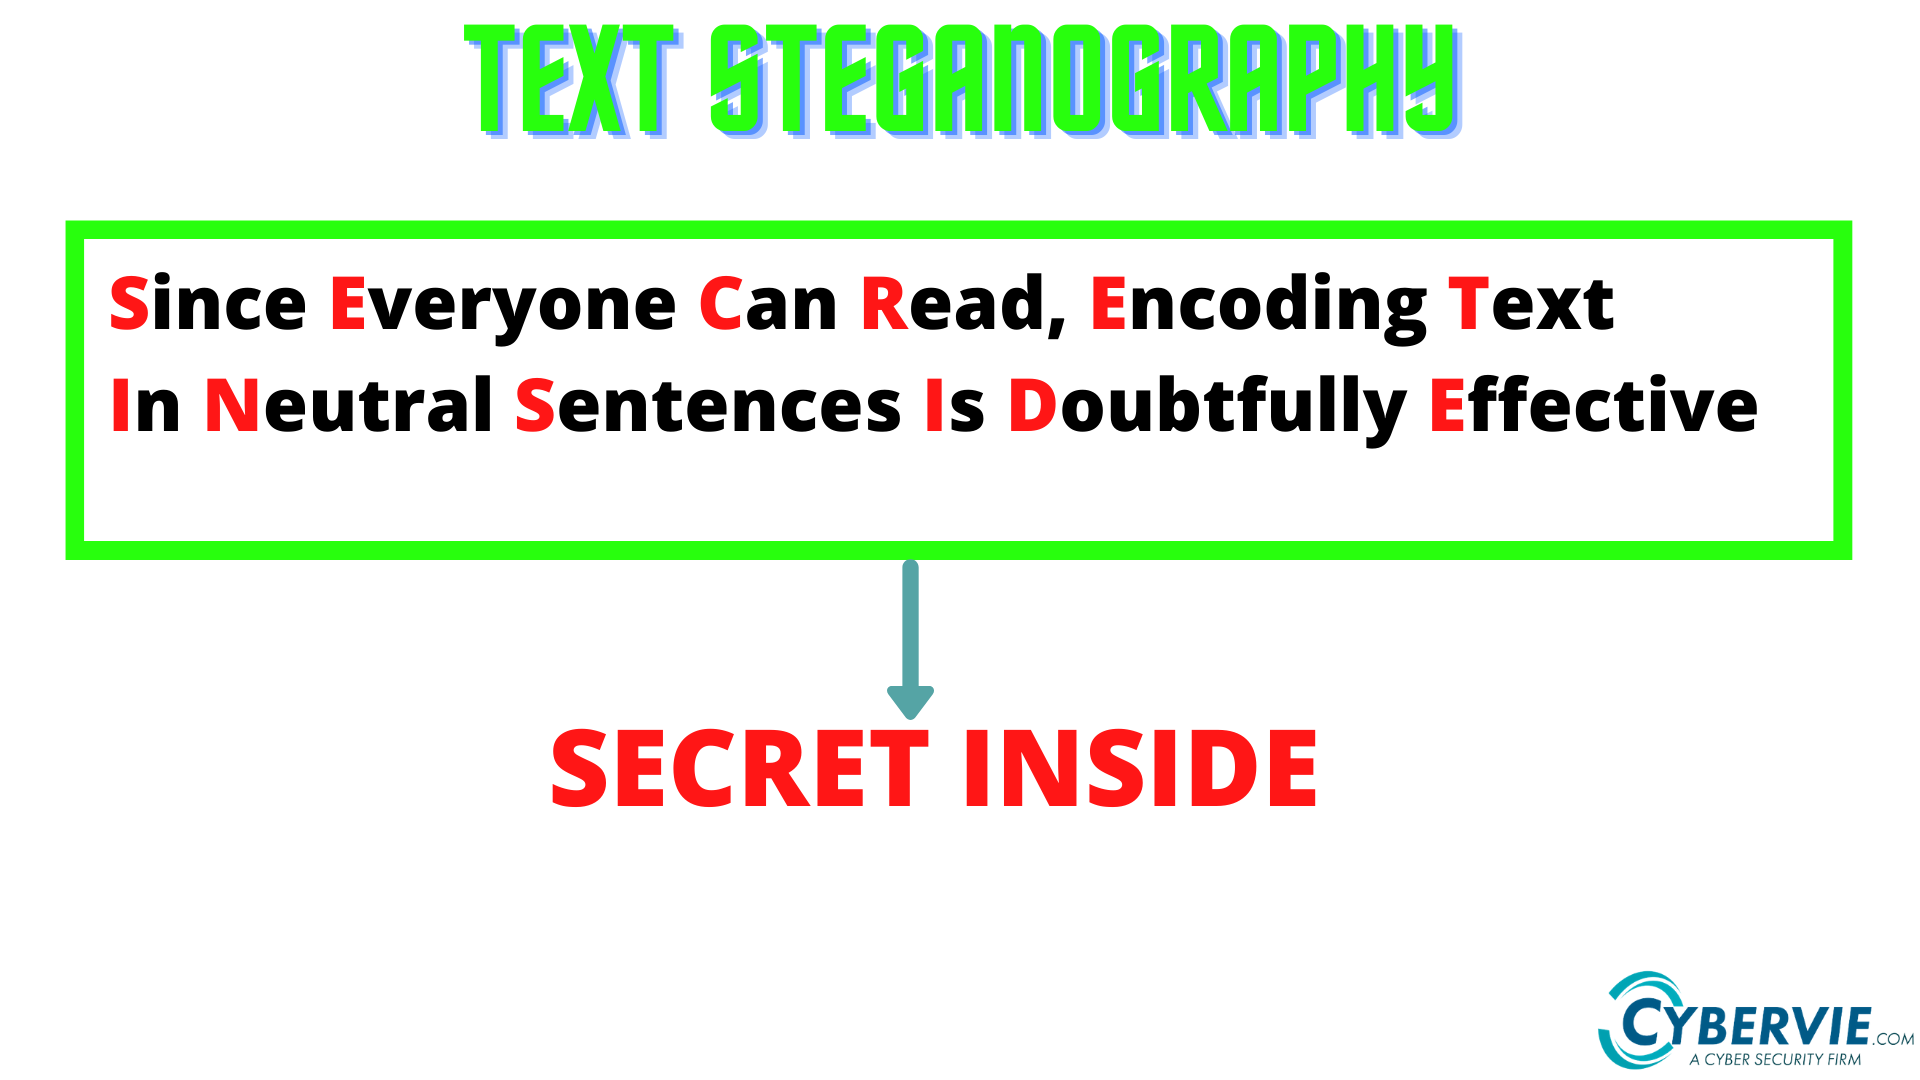 TEXT STEGANOGRAPHY
Since Everyone Can Read, Encoding Text
In Neutral Sentences Is Doubtfully Effective
SECRET INSIDE
CYBERVIE.COM
A CYBER SECURITY FIRM